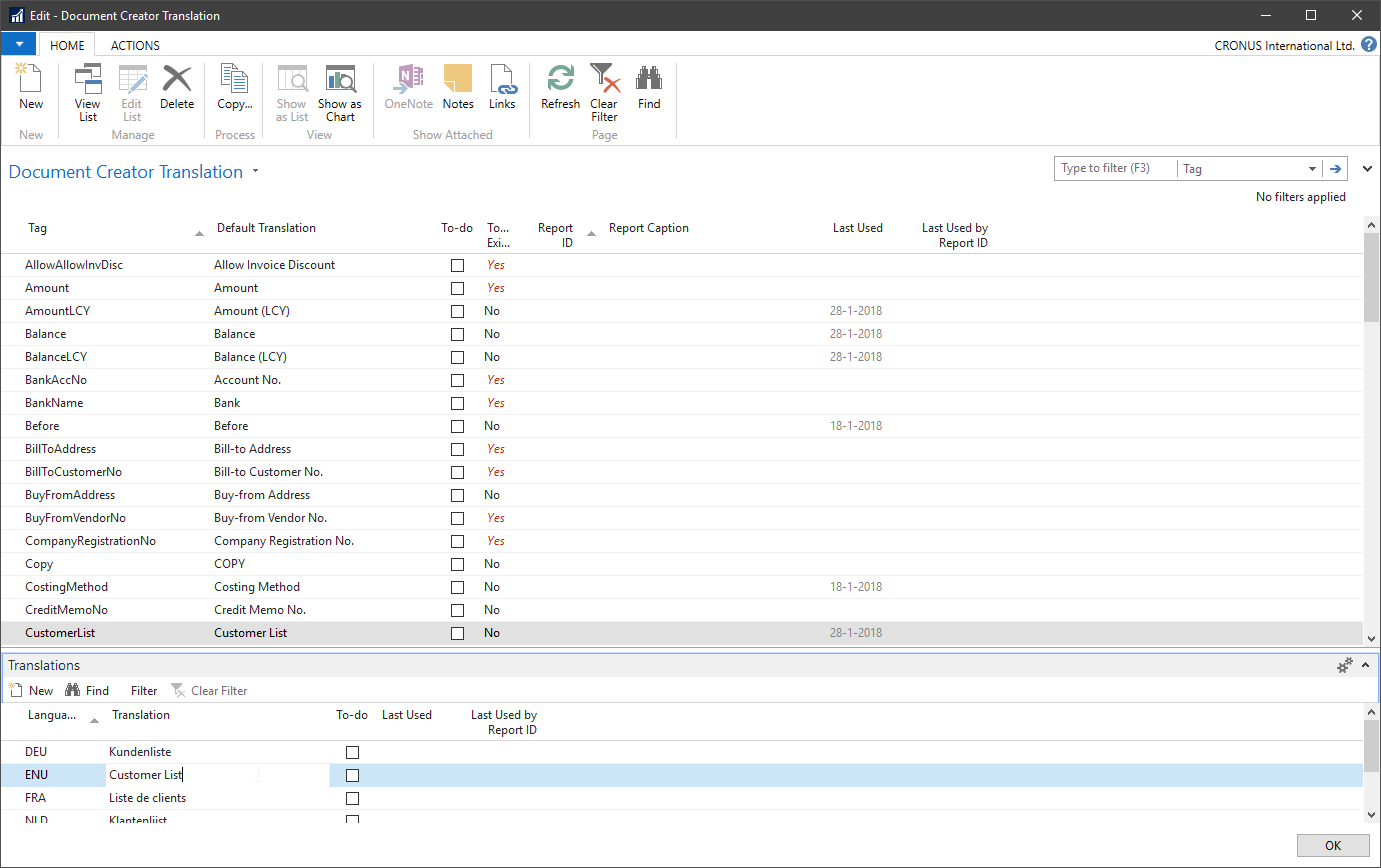 Edit - Document Creator Translation
HOME ACTIONS CRONUS International Ltd. ?
New View List Edit List Delete Copy... Show as List Show as Chart OneNote Notes Links Refresh Clear Filter Find
New Manage Process View Show Attached Page
Document Creator Translation Type to filter (F3) Tag
No filters applied
Tag Default Translation To-do To... Exi... Report ID Report Caption Last Used Last Used by Report ID
AllowAllowInvDisc Allow Invoice Discount Yes
Amount Amount Yes
AmountLCY Amount (LCY) No 28-1-2018
Balance Balance No 28-1-2018
BalanceLCY Balance (LCY) No 28-1-2018
BankAccNo Account No. Yes
BankName Bank Yes
Before Before No 18-1-2018
BillToAddress Bill-to Address Yes
BillToCustomerNo Bill-to Customer No. Yes
BuyFromAddress Buy-from Address No
BuyFromVendorNo Buy-from Vendor No. Yes
CompanyRegistrationNo Company Registration No. Yes
Copy COPY No
CostingMethod Costing Method No 18-1-2018
CreditMemoNo Credit Memo No. No
CustomerList Customer List No 28-1-2018
Translations
New Find Filter Clear Filter
Langua... Translation To-do Last Used Last Used by Report ID
DEU Kundenliste
ENU Customer List
FRA Liste de clients
NLD Klantenlijst
OK